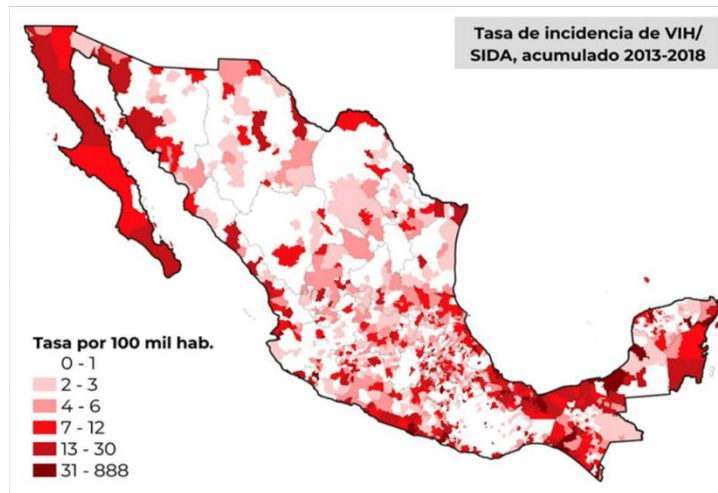 Tasa de incidencia de VIH/
SIDA, acumulado 2013-2018
Tasa por 100 mil hab.
0 - 1
2 - 3
4 - 6
7 - 12
13 - 30
31 - 888